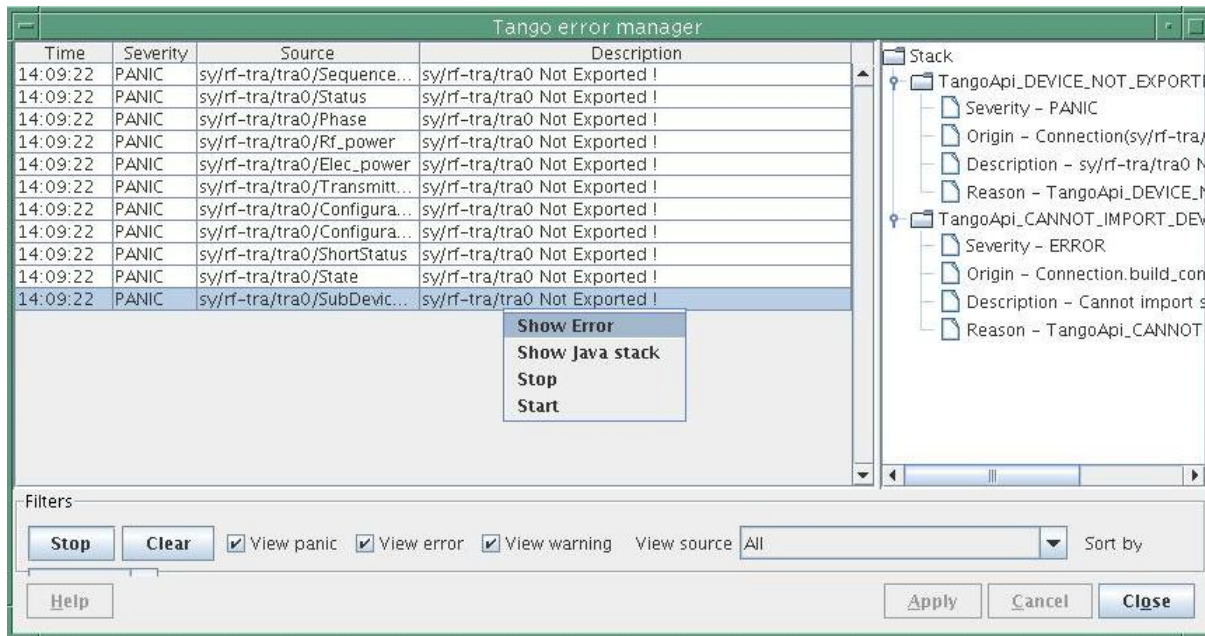 Tango error manager
Time Severity Source Description
14:09:22 PANIC sy/rf-tra/tra0/Sequence... sy/rf-tra/tra0 Not Exported !
14:09:22 PANIC sy/rf-tra/tra0/Status sy/rf-tra/tra0 Not Exported !
14:09:22 PANIC sy/rf-tra/tra0/Phase sy/rf-tra/tra0 Not Exported !
14:09:22 PANIC sy/rf-tra/tra0/Rf_power sy/rf-tra/tra0 Not Exported !
14:09:22 PANIC sy/rf-tra/tra0/Elec_power sy/rf-tra/tra0 Not Exported !
14:09:22 PANIC sy/rf-tra/tra0/Transmitt... sy/rf-tra/tra0 Not Exported !
14:09:22 PANIC sy/rf-tra/tra0/Configura... sy/rf-tra/tra0 Not Exported !
14:09:22 PANIC sy/rf-tra/tra0/Configura... sy/rf-tra/tra0 Not Exported !
14:09:22 PANIC sy/rf-tra/tra0/ShortStatus sy/rf-tra/tra0 Not Exported !
14:09:22 PANIC sy/rf-tra/tra0/State sy/rf-tra/tra0 Not Exported !
14:09:22 PANIC sy/rf-tra/tra0/SubDevic... sy/rf-tra/tra0 Not Exported !
Show Error
Show Java stack
Stop
Start
Stack
TangoApi_DEVICE_NOT_EXPORT
Severity - PANIC
Origin - Connection(sy/rf-tra/
Description - sy/rf-tra/tra0 N
Reason - TangoApi_DEVICE_N
TangoApi_CANNOT_IMPORT_DEV
Severity - ERROR
Origin - Connection.build_con
Description - Cannot import s
Reason - TangoApi_CANNOT
Filters
Stop Clear View panic View error View warning View source All Sort by
Help Apply Cancel Close